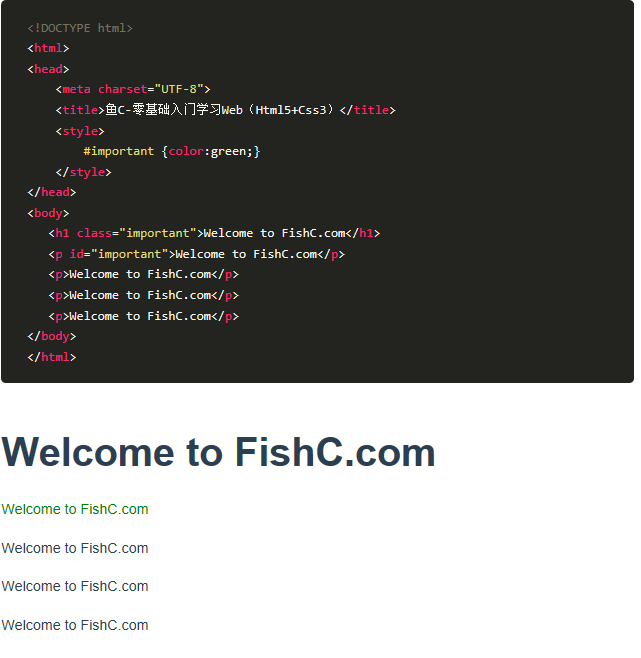 <!DOCTYPE html>
<html>
<head>
    <meta charset="UTF-8">
    <title>鱼C-零基础入门学习Web（Html5+Css3）</title>
    <style>
        #important {color:green;}
    </style>
</head>
<body>
   <h1 class="important">Welcome to FishC.com</h1>
   <p id="important">Welcome to FishC.com</p>
   <p>Welcome to FishC.com</p>
   <p>Welcome to FishC.com</p>
   <p>Welcome to FishC.com</p>
</body>
</html>
Welcome to FishC.com
Welcome to FishC.com
Welcome to FishC.com
Welcome to FishC.com
Welcome to FishC.com